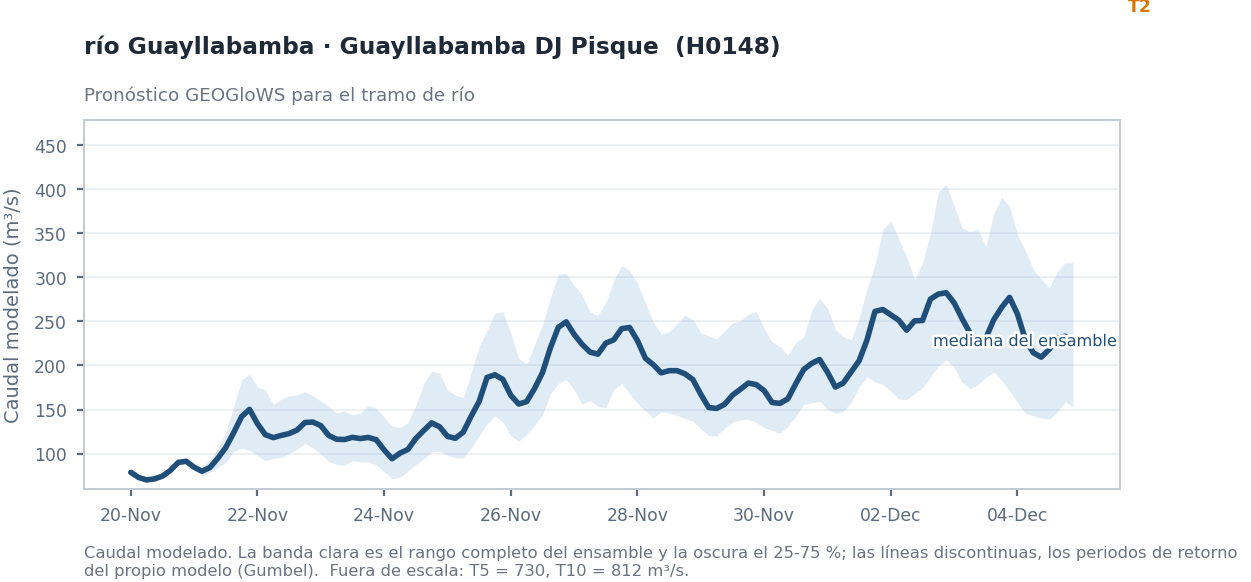 T2
río Guayllabamba · Guayllabamba DJ Pisque (H0148)
Pronóstico GEOGloWS para el tramo de río
Caudal modelado (m³/s)
450
400
350
300
250
200
150
100
mediana del ensamble
20-Nov 22-Nov 24-Nov 26-Nov 28-Nov 30-Nov 02-Dec 04-Dec
Caudal modelado. La banda clara es el rango completo del ensamble y la oscura el 25-75 %; las líneas discontinuas, los periodos de retorno
del propio modelo (Gumbel). Fuera de escala: T5 = 730, T10 = 812 m³/s.